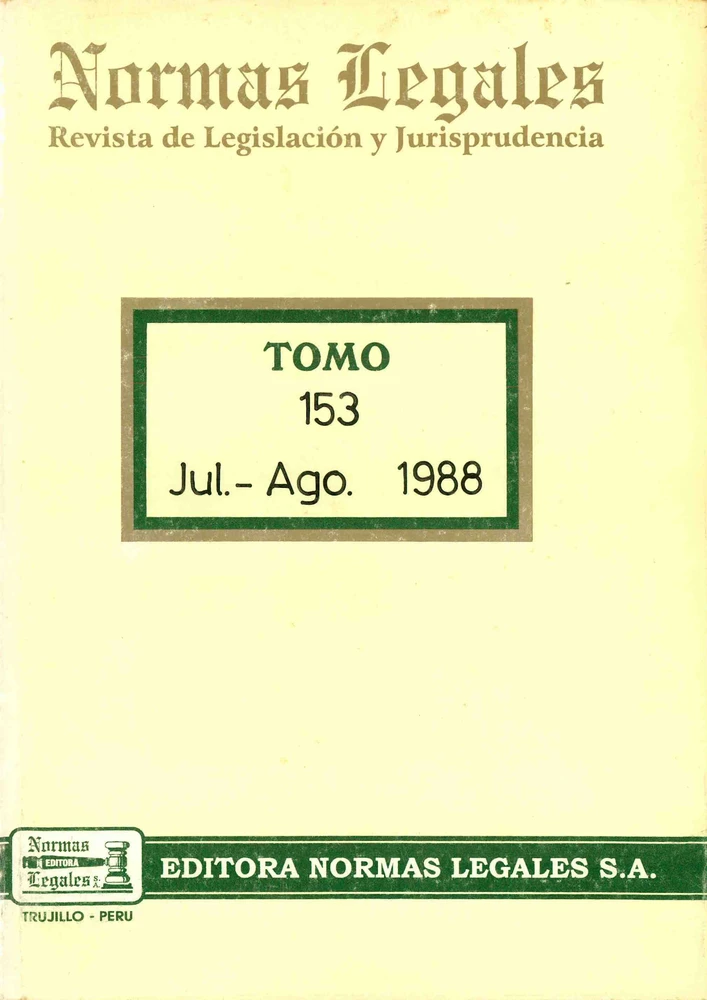 Normas Legales
Revista de Legislación y Jurisprudencia
TOMO
153
Jul.- Ago. 1988
Normas
EDITORA
Legales S.A.
EDITORA NORMAS LEGALES S.A.
TRUJILLO - PERU